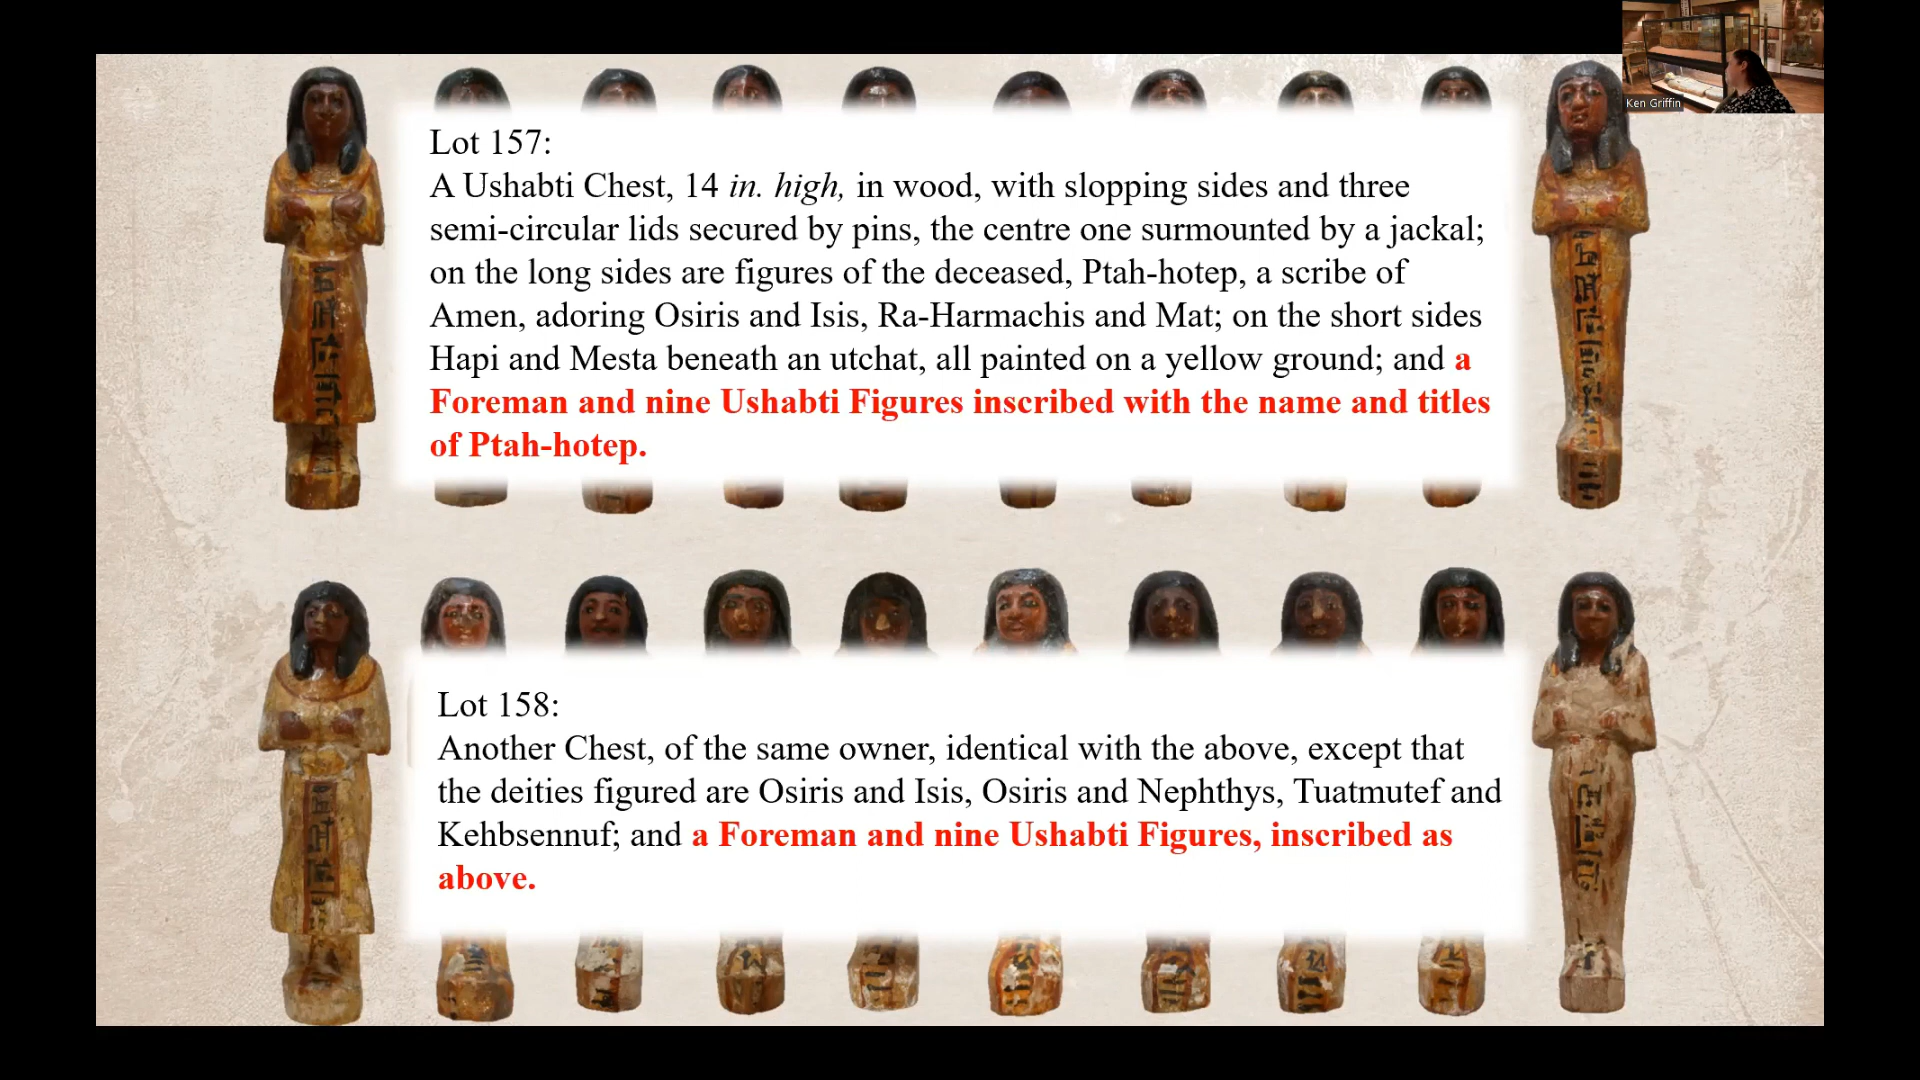 Ken Griffin
Lot 157:
A Ushabti Chest, 14 in. high, in wood, with slopping sides and three
semi-circular lids secured by pins, the centre one surmounted by a jackal;
on the long sides are figures of the deceased, Ptah-hotep, a scribe of
Amen, adoring Osiris and Isis, Ra-Harmachis and Mat; on the short sides
Hapi and Mesta beneath an utchat, all painted on a yellow ground; and a
Foreman and nine Ushabti Figures inscribed with the name and titles
of Ptah-hotep.
Lot 158:
Another Chest, of the same owner, identical with the above, except that
the deities figured are Osiris and Isis, Osiris and Nephthys, Tuatmutef and
Kehbsennuf; and a Foreman and nine Ushabti Figures, inscribed as
above.